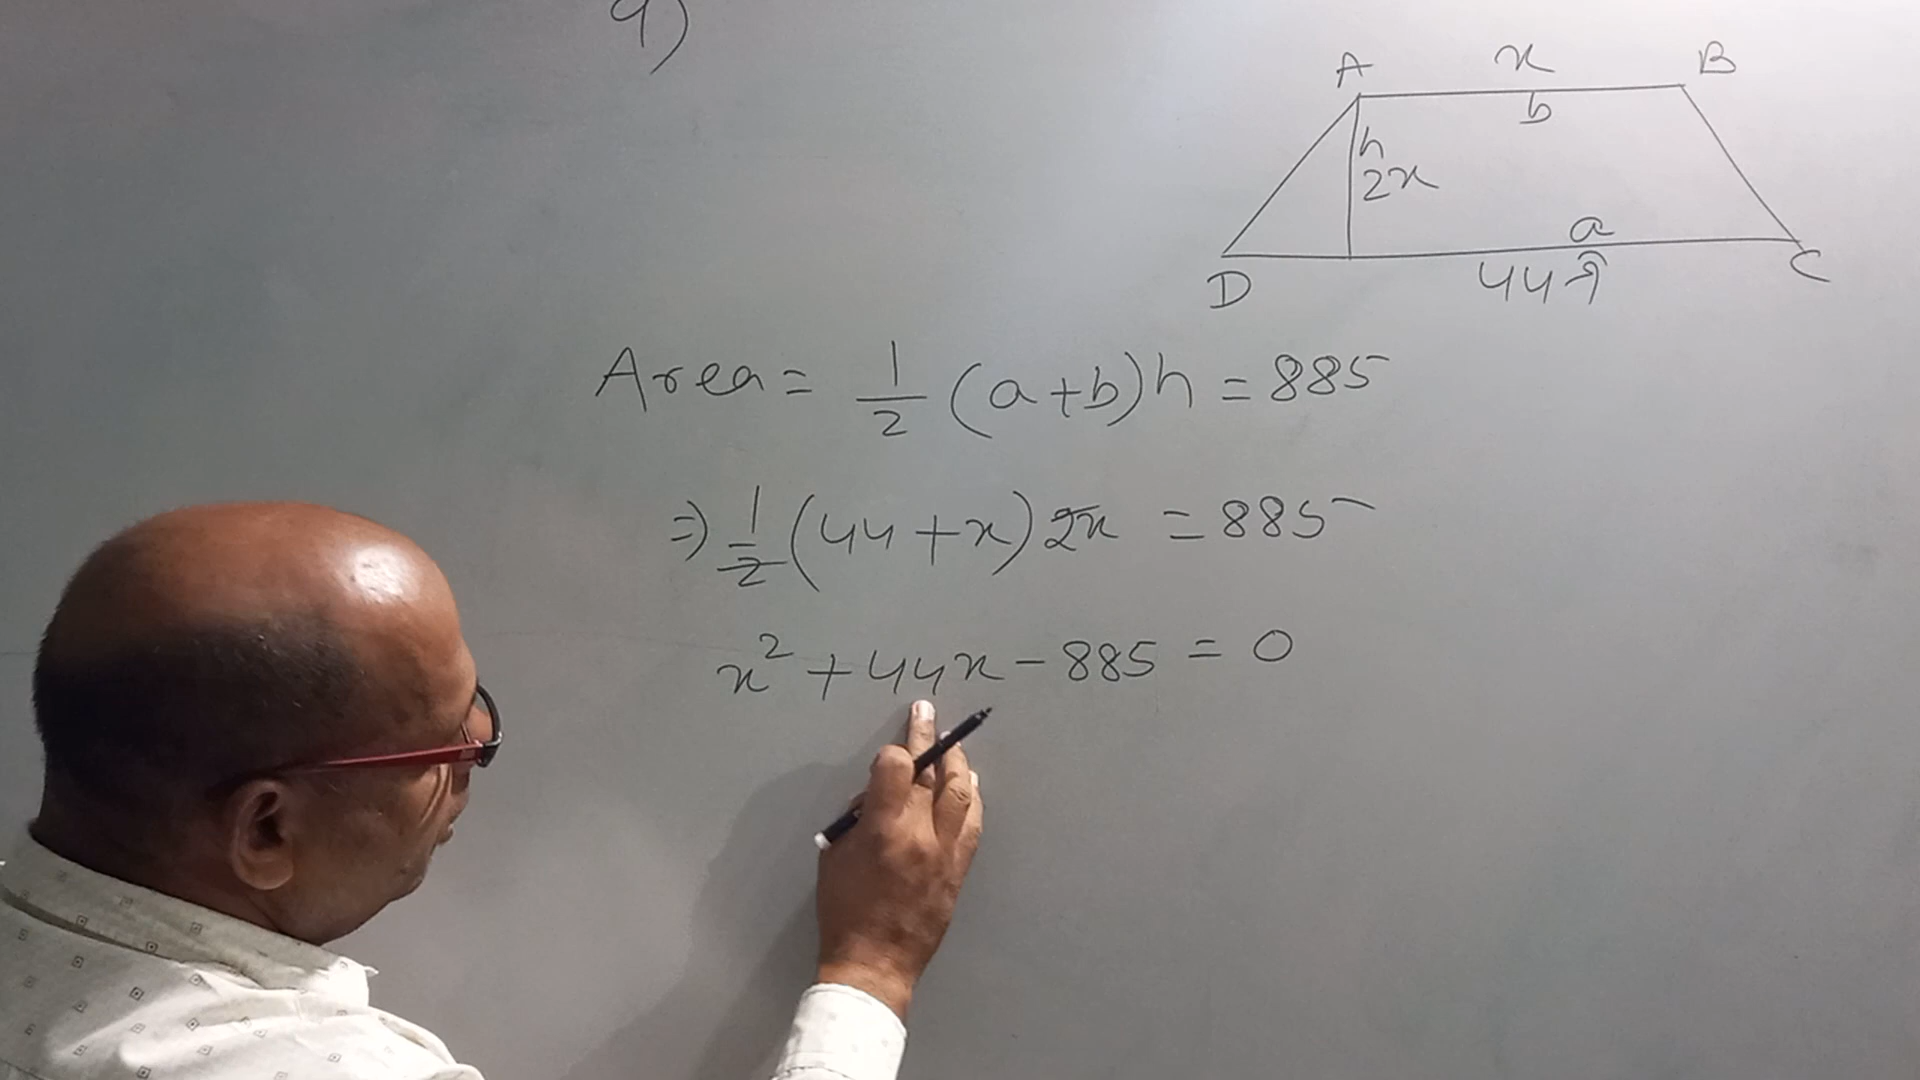 9)
A x B
b
h
2x
a
D 44 C
Area = 1/2 (a+b)h = 885
=> 1/2 (44+x) 2x = 885
x² + 44x - 885 = 0